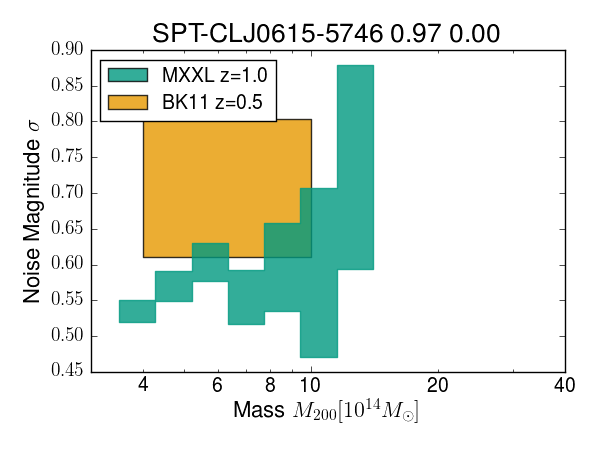 SPT-CLJ0615-5746 0.97 0.00
0.90
0.85
0.80
0.75
0.70
0.65
0.60
0.55
0.50
0.45
Noise Magnitude σ
MXXL z=1.0
BK11 z=0.5
4 6 8 10 20 40
Mass M₂₀₀[10¹⁴M⊙]